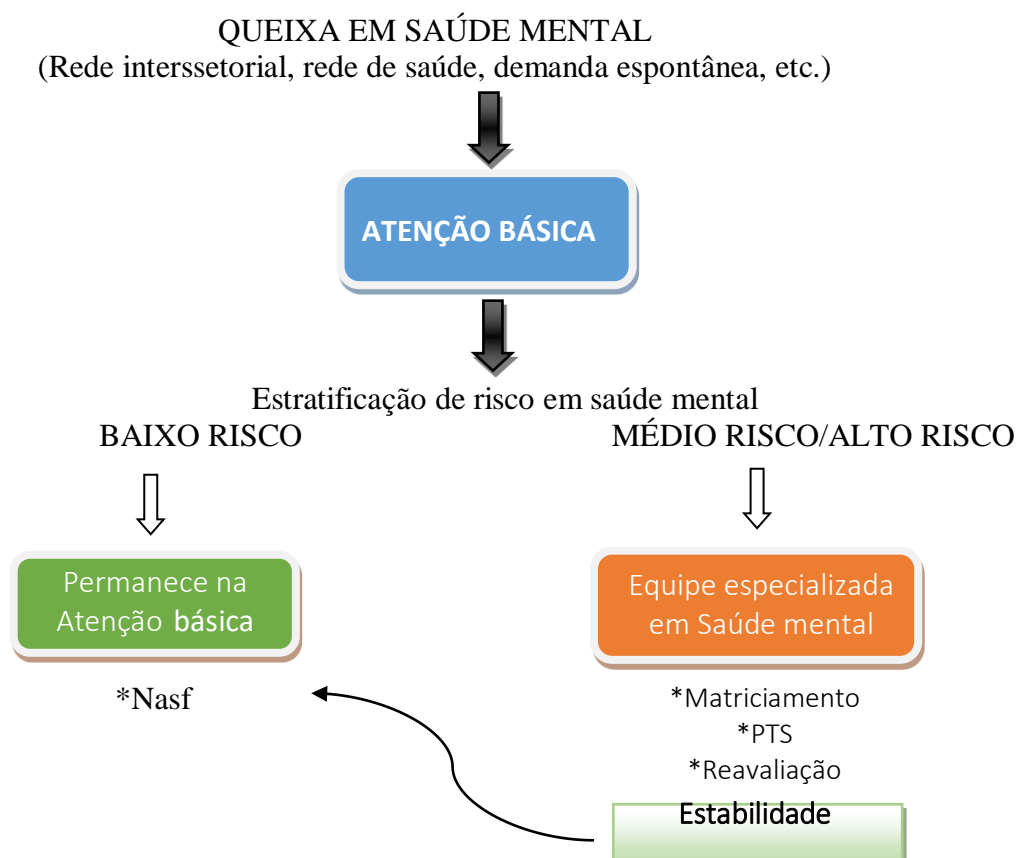 QUEIXA EM SAÚDE MENTAL
(Rede interssetorial, rede de saúde, demanda espontânea, etc.)
ATENÇÃO BÁSICA
Estratificação de risco em saúde mental
BAIXO RISCO
MÉDIO RISCO/ALTO RISCO
Permanece na
Atenção básica
*Nasf
Equipe especializada
em Saúde mental
*Matriciamento
*PTS
*Reavaliação
Estabilidade